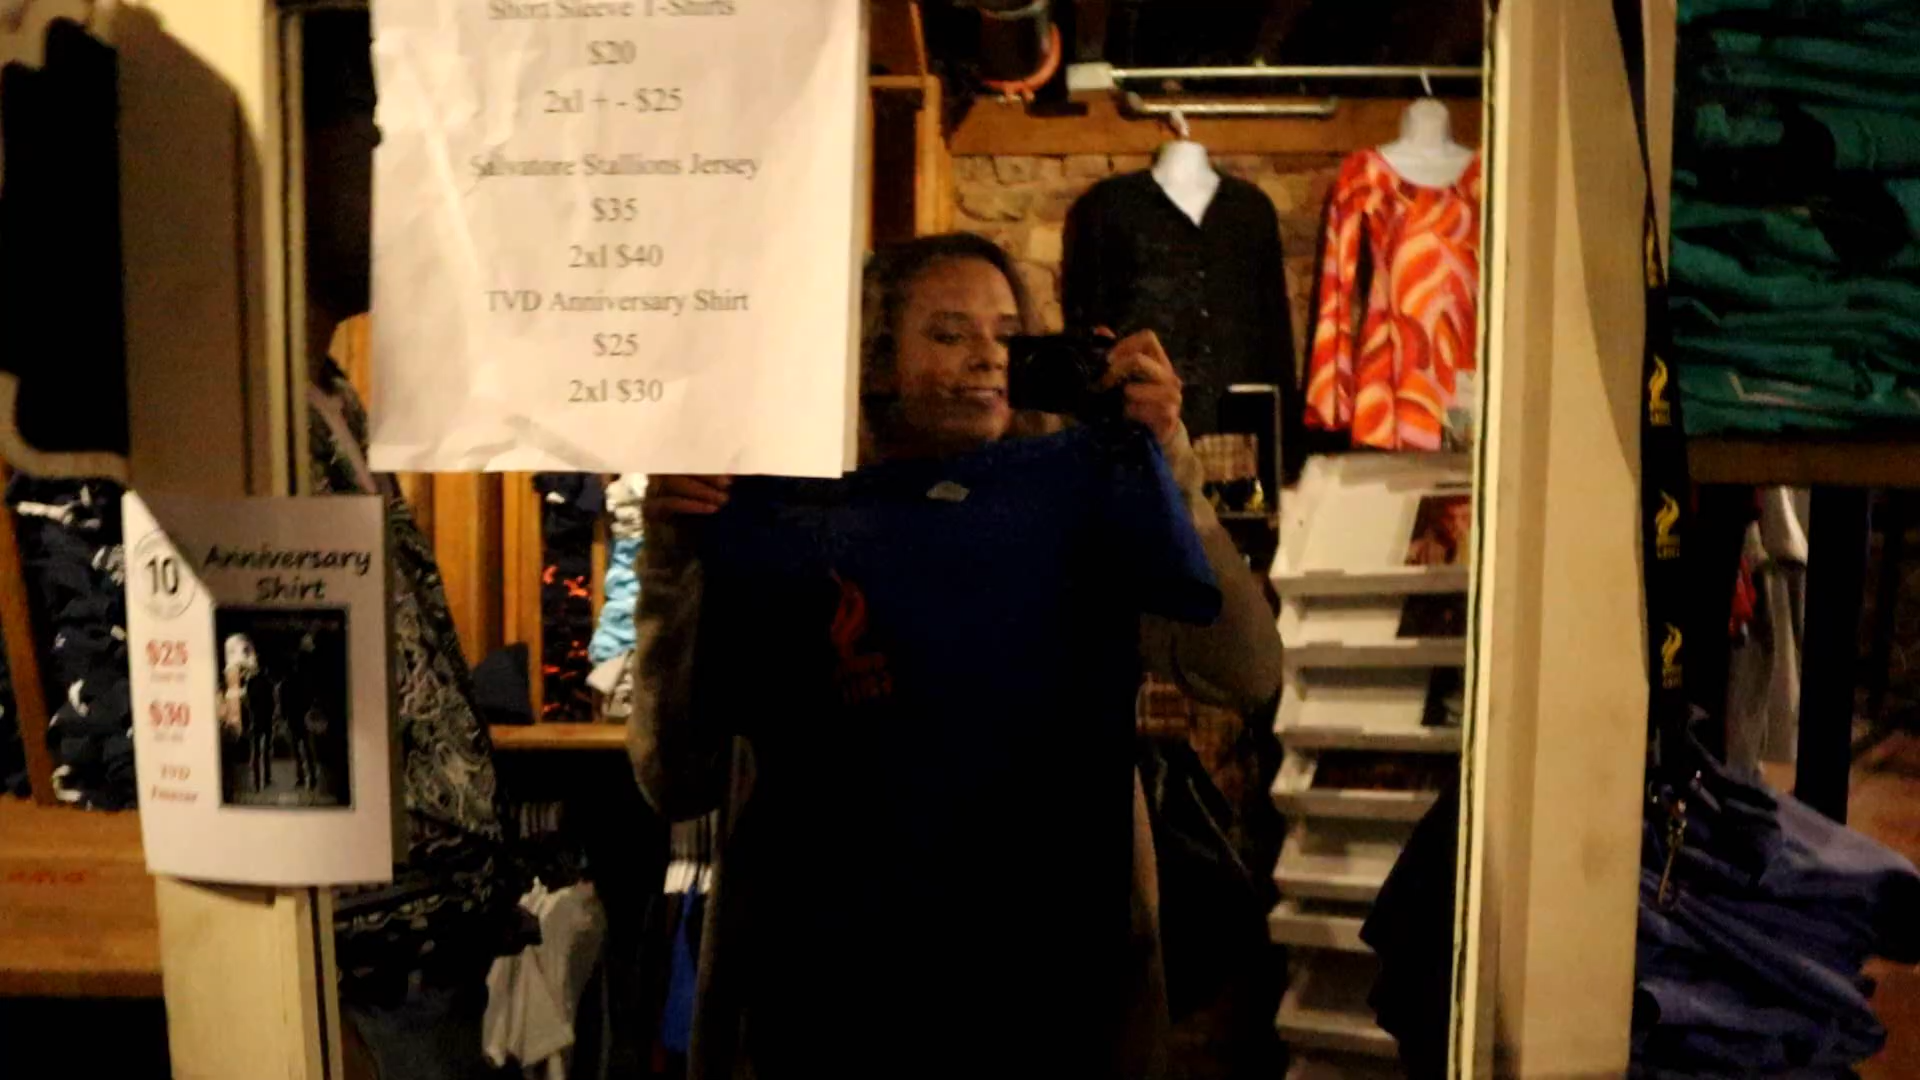 Short Sleeve T-Shirts
$20
2xl + - $25
Salvatore Stallions Jersey
$35
2xl $40
TVD Anniversary Shirt
$25
2xl $30
10
Anniversary
Shirt
$25
$30
TVD